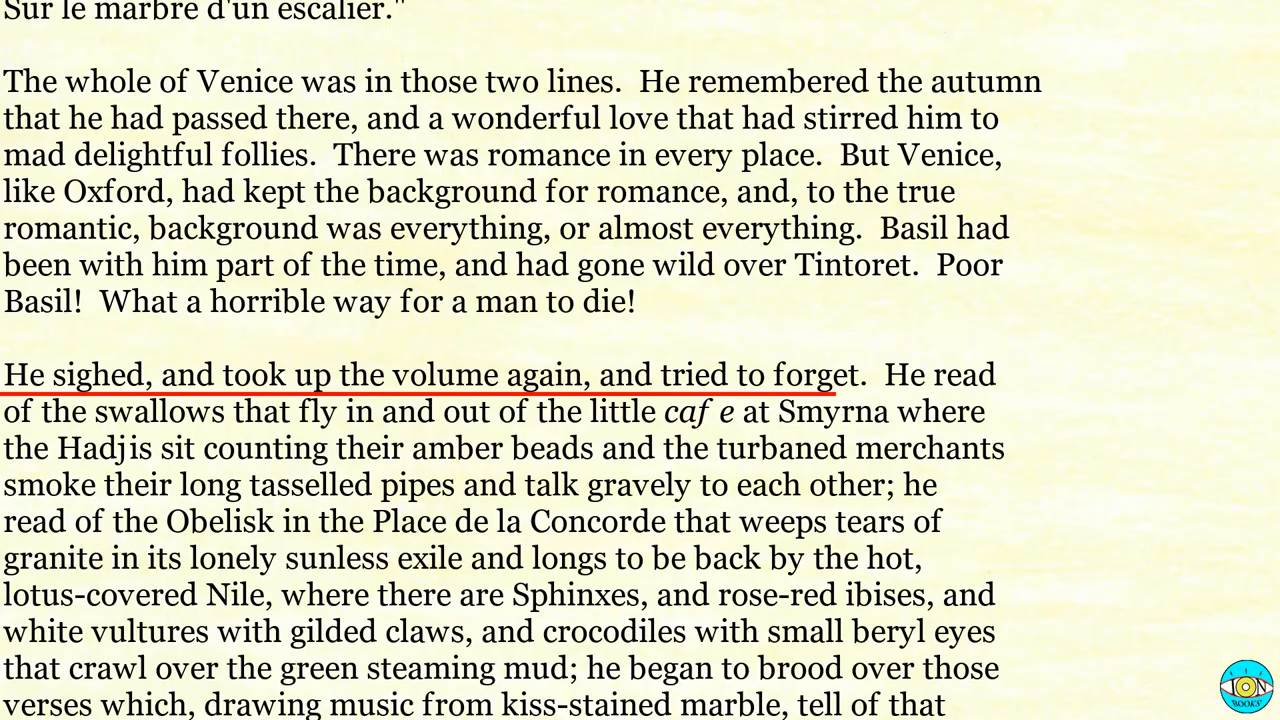 Sur le marbre d'un escalier."
The whole of Venice was in those two lines.  He remembered the autumn
that he had passed there, and a wonderful love that had stirred him to
mad delightful follies.  There was romance in every place.  But Venice,
like Oxford, had kept the background for romance, and, to the true
romantic, background was everything, or almost everything.  Basil had
been with him part of the time, and had gone wild over Tintoret.  Poor
Basil!  What a horrible way for a man to die!
He sighed, and took up the volume again, and tried to forget.  He read
of the swallows that fly in and out of the little caf e at Smyrna where
the Hadjis sit counting their amber beads and the turbaned merchants
smoke their long tasselled pipes and talk gravely to each other; he
read of the Obelisk in the Place de la Concorde that weeps tears of
granite in its lonely sunless exile and longs to be back by the hot,
lotus-covered Nile, where there are Sphinxes, and rose-red ibises, and
white vultures with gilded claws, and crocodiles with small beryl eyes
that crawl over the green steaming mud; he began to brood over those
verses which, drawing music from kiss-stained marble, tell of that
ION
BOOKS